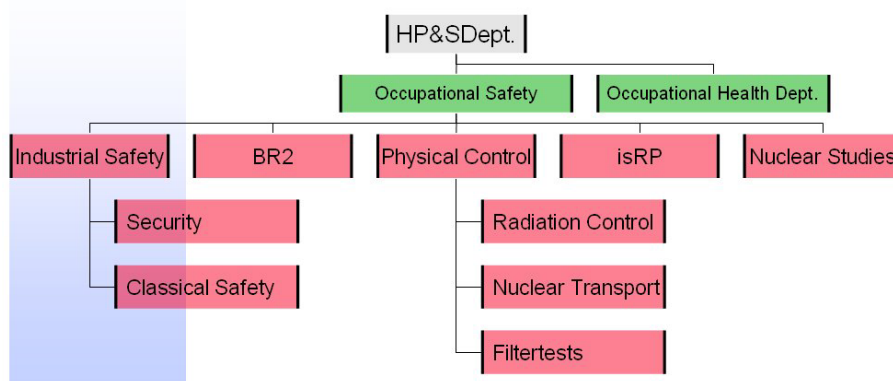 HP&SDept.
Occupational Safety
Occupational Health Dept.
Industrial Safety
BR2
Physical Control
isRP
Nuclear Studies
Security
Radiation Control
Classical Safety
Nuclear Transport
Filtertests